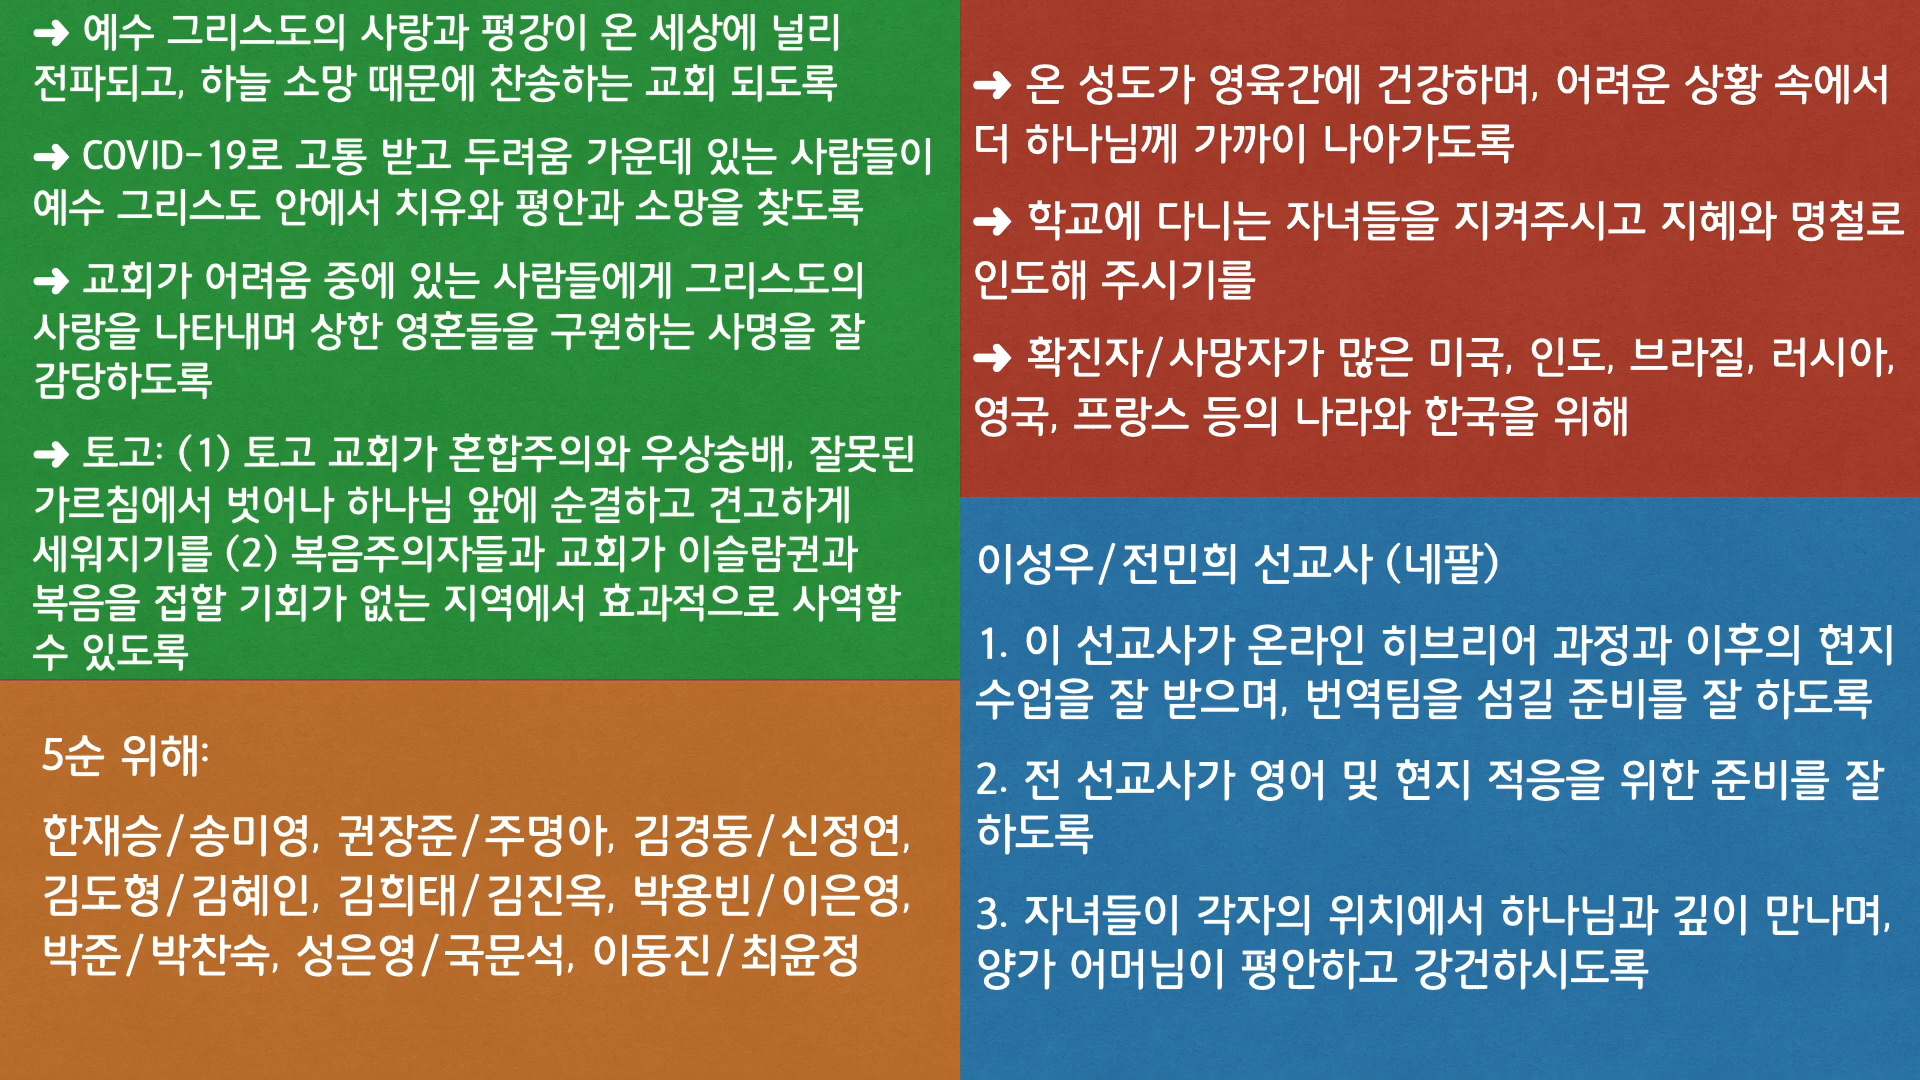 ➜ 예수 그리스도의 사랑과 평강이 온 세상에 널리
전파되고, 하늘 소망 때문에 찬송하는 교회 되도록
➜ COVID-19로 고통 받고 두려움 가운데 있는 사람들이
예수 그리스도 안에서 치유와 평안과 소망을 찾도록
➜ 교회가 어려움 중에 있는 사람들에게 그리스도의
사랑을 나타내며 상한 영혼들을 구원하는 사명을 잘
감당하도록
➜ 토고: (1) 토고 교회가 혼합주의와 우상숭배, 잘못된
가르침에서 벗어나 하나님 앞에 순결하고 견고하게
세워지기를 (2) 복음주의자들과 교회가 이슬람권과
복음을 접할 기회가 없는 지역에서 효과적으로 사역할
수 있도록
➜ 온 성도가 영육간에 건강하며, 어려운 상황 속에서
더 하나님께 가까이 나아가도록
➜ 학교에 다니는 자녀들을 지켜주시고 지혜와 명철로
인도해 주시기를
➜ 확진자/사망자가 많은 미국, 인도, 브라질, 러시아,
영국, 프랑스 등의 나라와 한국을 위해
5순 위해:
한재승/송미영, 권장준/주명아, 김경동/신정연,
김도형/김혜인, 김희태/김진옥, 박용빈/이은영,
박준/박찬숙, 성은영/국문석, 이동진/최윤정
이성우/전민희 선교사 (네팔)
1. 이 선교사가 온라인 히브리어 과정과 이후의 현지
수업을 잘 받으며, 번역팀을 섬길 준비를 잘 하도록
2. 전 선교사가 영어 및 현지 적응을 위한 준비를 잘
하도록
3. 자녀들이 각자의 위치에서 하나님과 깊이 만나며,
양가 어머님이 평안하고 강건하시도록